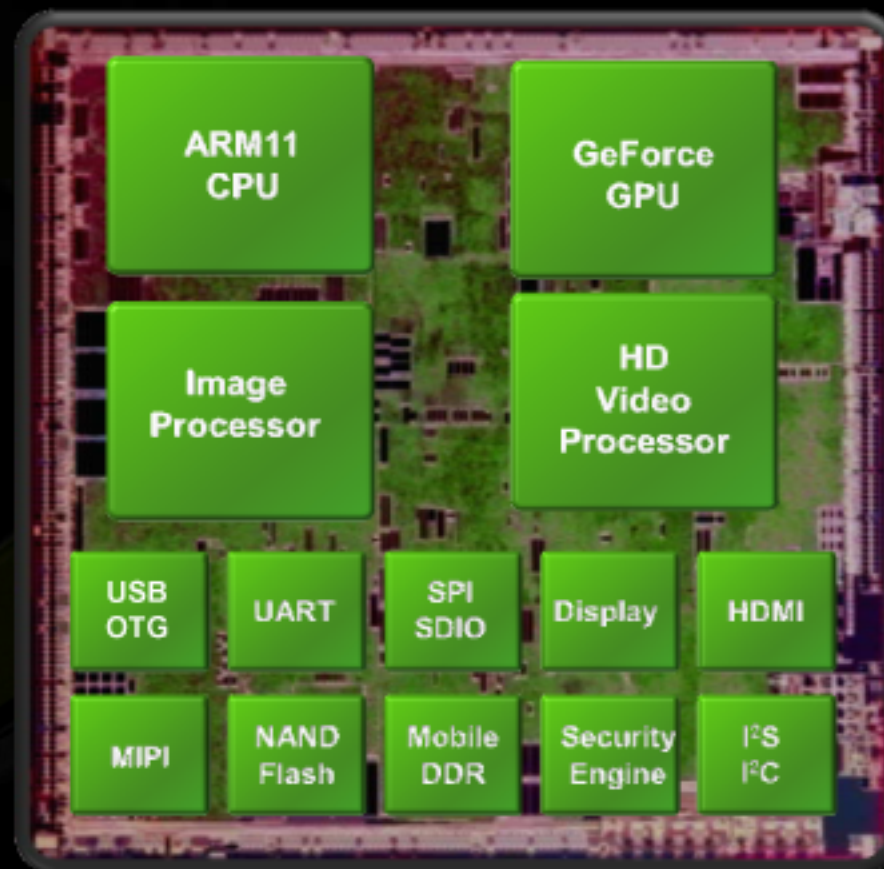 ARM11
CPU
GeForce
GPU
Image
Processor
HD
Video
Processor
USB
OTG
UART
SPI
SDIO
Display
HDMI
MIPI
NAND
Flash
Mobile
DDR
Security
Engine
I²S
I²C